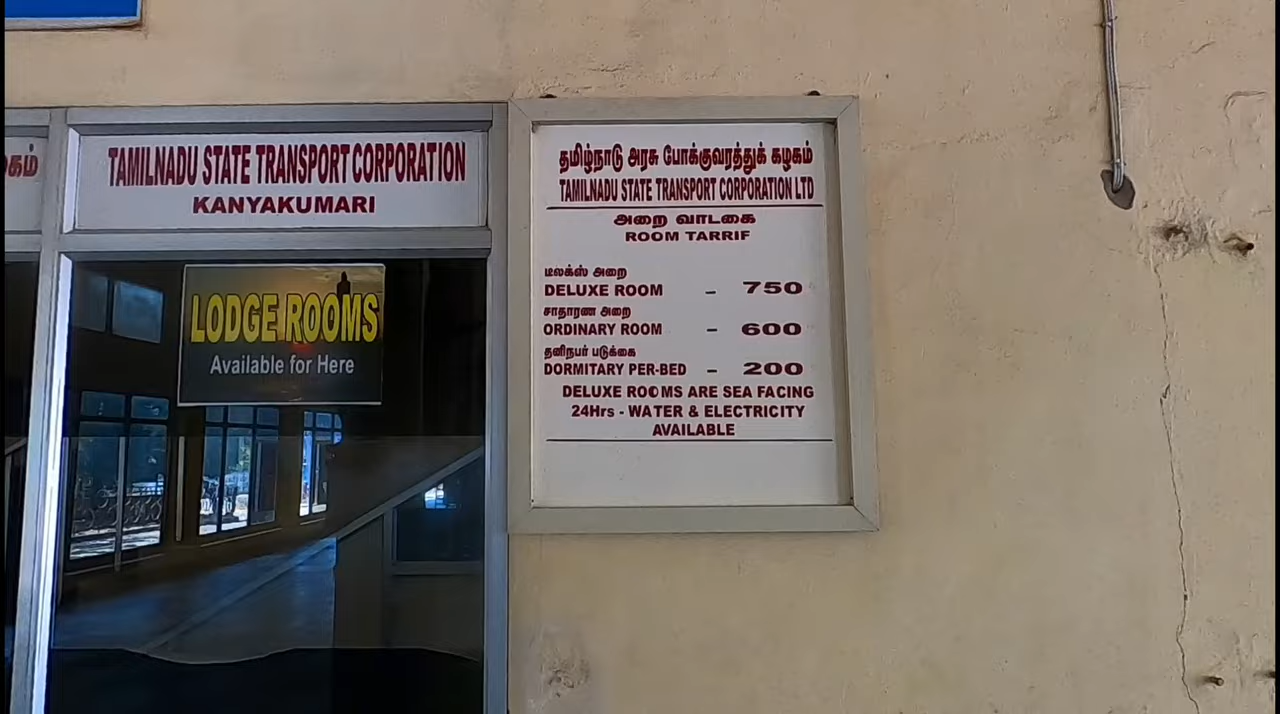 கம்
TAMILNADU STATE TRANSPORT CORPORATION
KANYAKUMARI
LODGE ROOMS
Available for Here
தமிழ்நாடு அரசு போக்குவரத்துக் கழகம்
TAMILNADU STATE TRANSPORT CORPORATION LTD
அறை வாடகை
ROOM TARRIF
டீலக்ஸ் அறை
DELUXE ROOM - 750
சாதாரண அறை
ORDINARY ROOM - 600
தனிநபர் படுக்கை
DORMITARY PER-BED - 200
DELUXE ROOMS ARE SEA FACING
24Hrs - WATER & ELECTRICITY
AVAILABLE